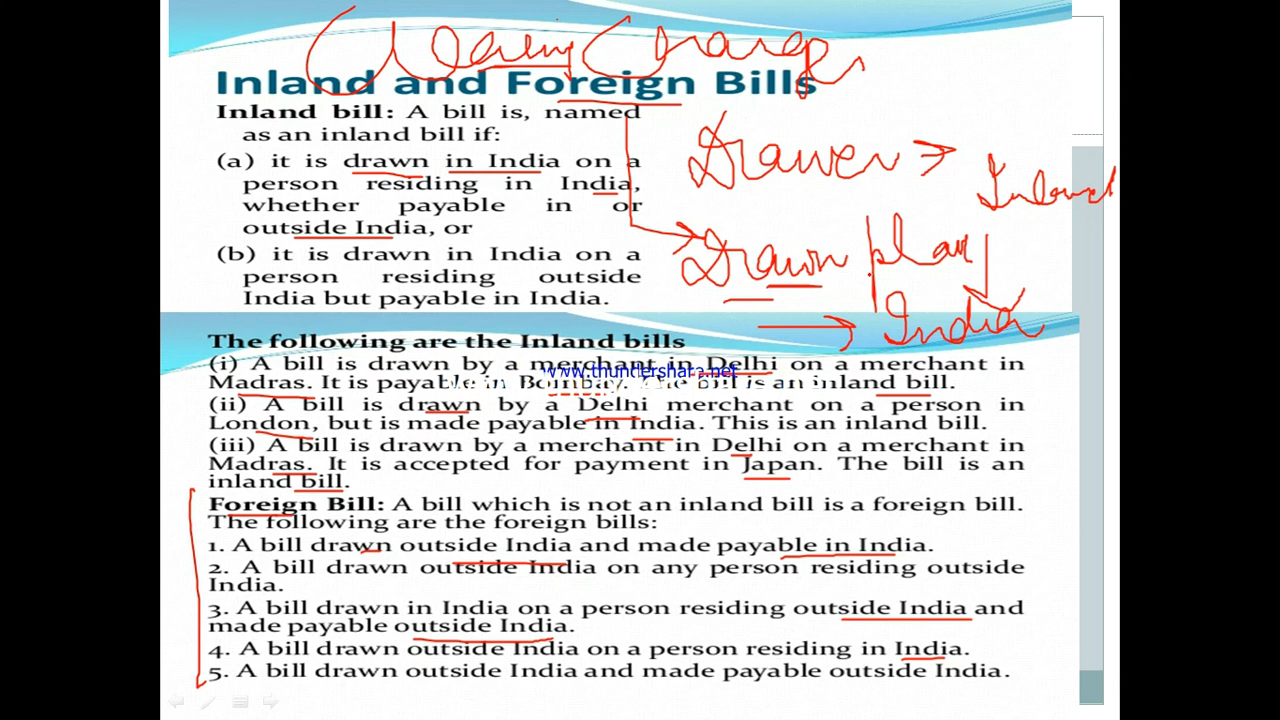 Clearing Charges
Inland and Foreign Bills
Inland bill: A bill is, named
as an inland bill if:
(a) it is drawn in India on a
person residing in India,
whether payable in or
outside India, or
(b) it is drawn in India on a
person residing outside
India but payable in India.
Drawer
Inland
Drawn play
India
The following are the Inland bills
(i) A bill is drawn by a merchant in Delhi on a merchant in
Madras. It is payable in Bombay. The bill is an inland bill.
www.thundershare.net
(ii) A bill is drawn by a Delhi merchant on a person in
London, but is made payable in India. This is an inland bill.
(iii) A bill is drawn by a merchant in Delhi on a merchant in
Madras. It is accepted for payment in Japan. The bill is an
inland bill.
Foreign Bill: A bill which is not an inland bill is a foreign bill.
The following are the foreign bills:
1. A bill drawn outside India and made payable in India.
2. A bill drawn outside India on any person residing outside
India.
3. A bill drawn in India on a person residing outside India and
made payable outside India.
4. A bill drawn outside India on a person residing in India.
5. A bill drawn outside India and made payable outside India.